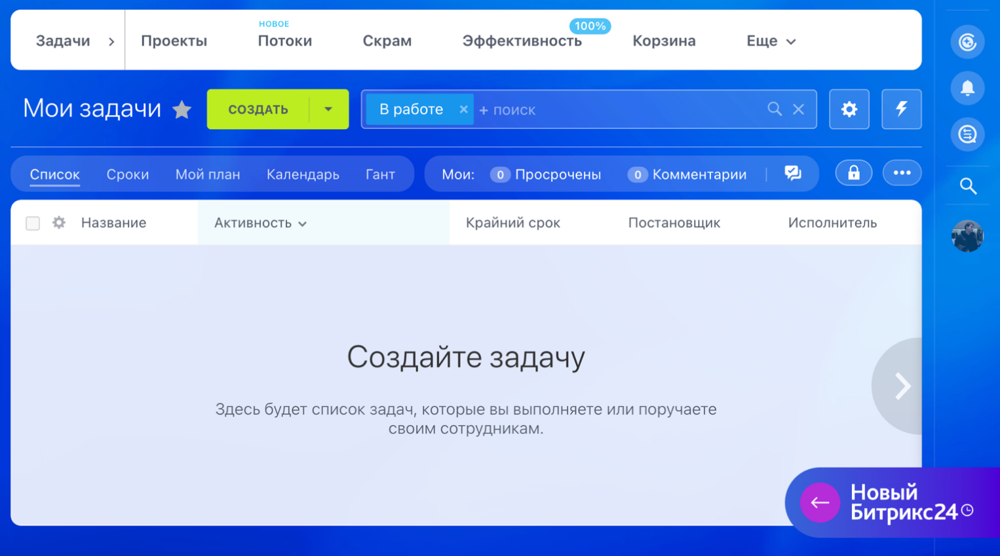 НОВОЕ
100%
Задачи
Проекты
Потоки
Скрам
Эффективность
Корзина
Еще
Мои задачи
СОЗДАТЬ
В работе
+ поиск
Список
Сроки
Мой план
Календарь
Гант
Мои:
0 Просрочены
0 Комментарии
Название
Активность
Крайний срок
Постановщик
Исполнитель
Создайте задачу
Здесь будет список задач, которые вы выполняете или поручаете
своим сотрудникам.
Новый
Битрикс24